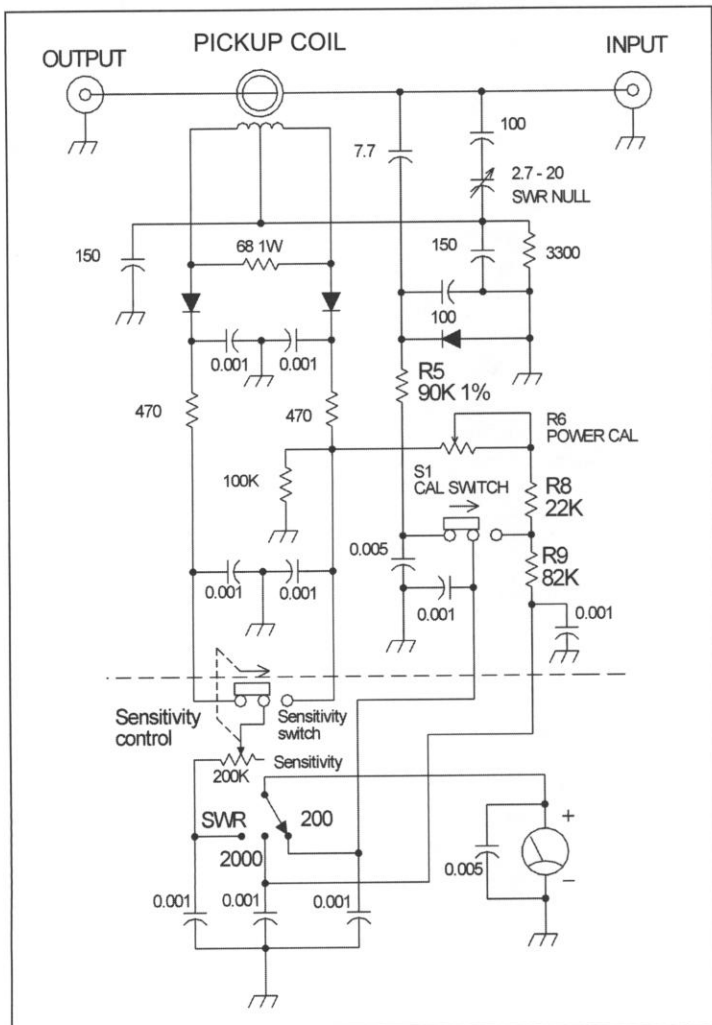 PICKUP COIL
OUTPUT
INPUT
100
7.7
2.7 - 20
SWR NULL
150
68 1W
150
3300
100
0.001
0.001
R5
90K 1%
470
470
R6
POWER CAL
S1
CAL SWITCH
100K
R8
22K
0.005
R9
82K
0.001
0.001
0.001
0.001
Sensitivity
control
Sensitivity
switch
200K
Sensitivity
SWR
200
2000
+
0.005
–
0.001
0.001
0.001